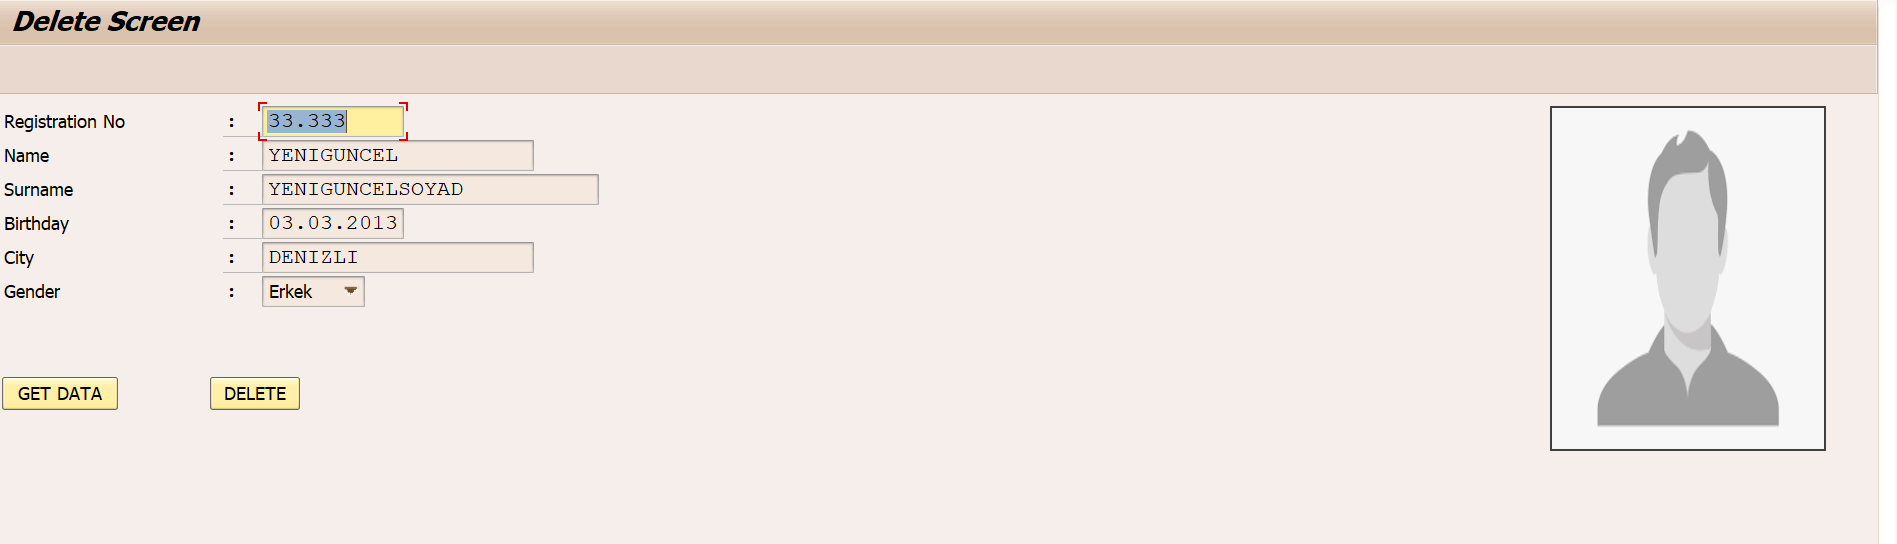 Delete Screen
Registration No : 33.333
Name : YENIGUNCEL
Surname : YENIGUNCELSOYAD
Birthday : 03.03.2013
City : DENIZLI
Gender : Erkek
GET DATA DELETE